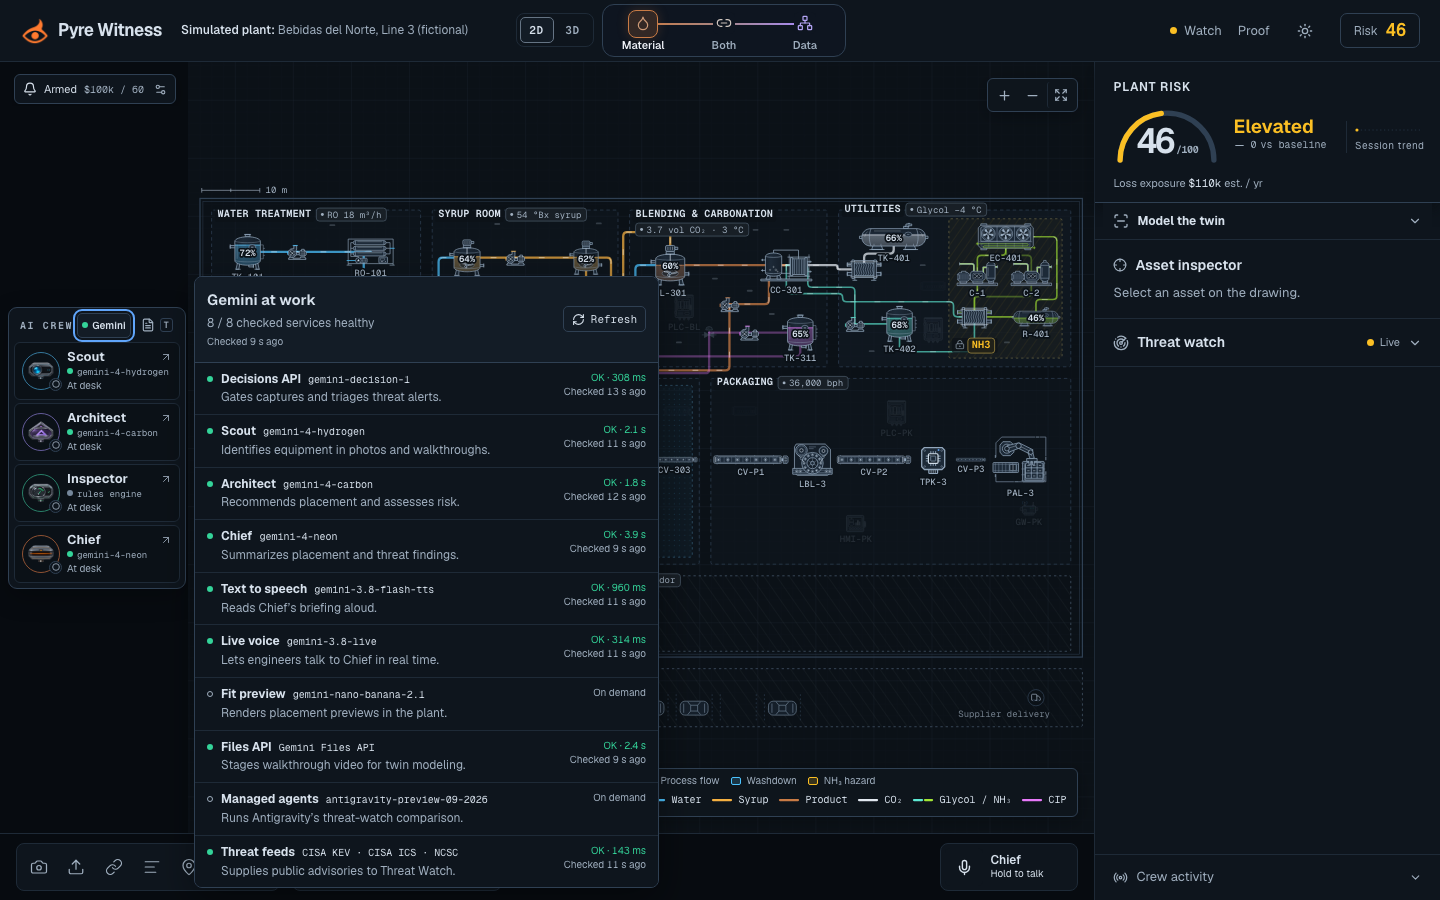 Pyre Witness
Simulated plant: Bebidas del Norte, Line 3 (fictional)
2D 3D
Material Both Data
Watch Proof
Risk 46
Armed $100k / 60
10 m
WATER TREATMENT • RO 18 m³/h
72%
RO-101
SYRUP ROOM • 54 °Bx syrup
64% 62%
BLENDING & CARBONATION
• 3.7 vol CO₂ · 3 °C
60%
L-301
CC-301
PLC-BL
65%
TK-311
UTILITIES • Glycol -4 °C
66%
TK-401
EC-401
C-1 C-2
68%
TK-402
46%
R-401
NH3
AI CREW Gemini T
Scout
gemini-4-hydrogen
At desk
Architect
gemini-4-carbon
At desk
Inspector
rules engine
At desk
Chief
gemini-4-neon
At desk
Gemini at work
8 / 8 checked services healthy
Checked 9 s ago
Refresh
Decisions API gemini-decision-1 OK · 308 ms
Gates captures and triages threat alerts. Checked 13 s ago
Scout gemini-4-hydrogen OK · 2.1 s
Identifies equipment in photos and walkthroughs. Checked 11 s ago
Architect gemini-4-carbon OK · 1.8 s
Recommends placement and assesses risk. Checked 12 s ago
Chief gemini-4-neon OK · 3.9 s
Summarizes placement and threat findings. Checked 9 s ago
Text to speech gemini-3.8-flash-tts OK · 960 ms
Reads Chief's briefing aloud. Checked 11 s ago
Live voice gemini-3.8-live OK · 314 ms
Lets engineers talk to Chief in real time. Checked 11 s ago
Fit preview gemini-nano-banana-2.1 On demand
Renders placement previews in the plant.
Files API Gemini Files API OK · 2.4 s
Stages walkthrough video for twin modeling. Checked 9 s ago
Managed agents antigravity-preview-09-2026 On demand
Runs Antigravity's threat-watch comparison.
Threat feeds CISA KEV · CISA ICS · NCSC OK · 143 ms
Supplies public advisories to Threat Watch. Checked 11 s ago
PACKAGING • 36,000 bph
PLC-PK
CV-303
CV-P1
LBL-3
CV-P2
TPK-3
CV-P3
PAL-3
GW-PK
HMI-PK
dor
Supplier delivery
Process flow Washdown NH₃ hazard
Water Syrup Product CO₂ Glycol / NH₃ CIP
Chief
Hold to talk
PLANT RISK
46 /100
Elevated
— 0 vs baseline
Session trend
Loss exposure $110k est. / yr
Model the twin
Asset inspector
Select an asset on the drawing.
Threat watch Live
Crew activity